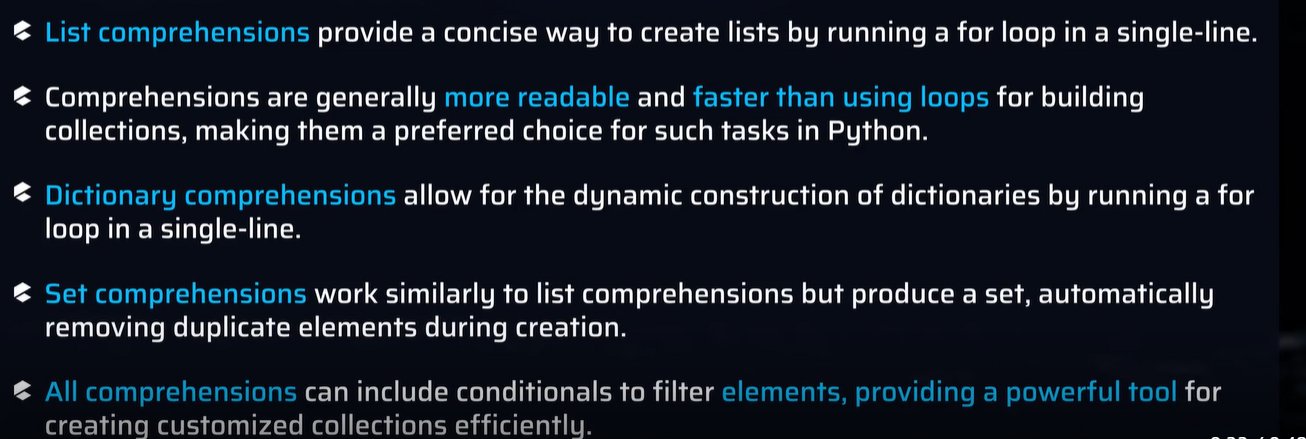 List comprehensions provide a concise way to create lists by running a for loop in a single-line.
Comprehensions are generally more readable and faster than using loops for building
collections, making them a preferred choice for such tasks in Python.
Dictionary comprehensions allow for the dynamic construction of dictionaries by running a for
loop in a single-line.
Set comprehensions work similarly to list comprehensions but produce a set, automatically
removing duplicate elements during creation.
All comprehensions can include conditionals to filter elements, providing a powerful tool for
creating customized collections efficiently.